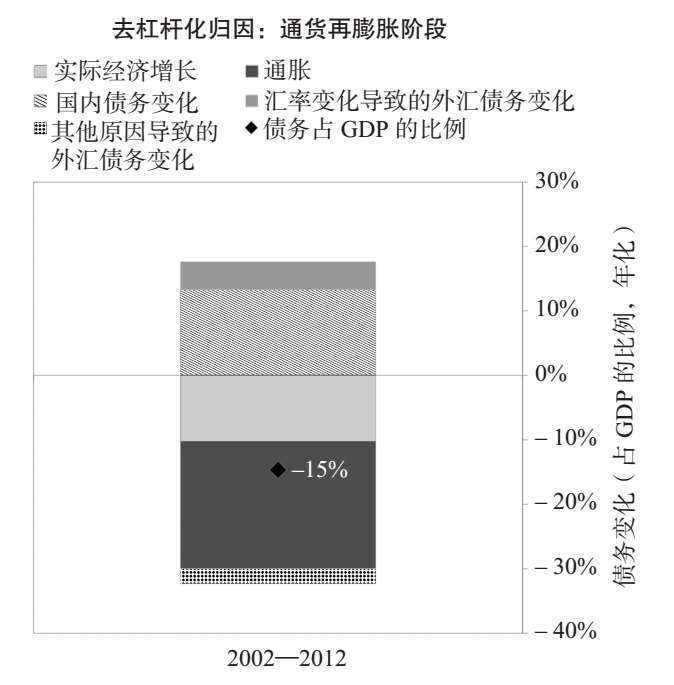 去杠杆化归因：通货再膨胀阶段
实际经济增长 通胀
国内债务变化 汇率变化导致的外汇债务变化
其他原因导致的 债务占 GDP 的比例
外汇债务变化
30%
20%
10%
0%
–10%
–20%
–30%
–40%
–15%
债务变化（占 GDP 的比例，年化）
2002—2012